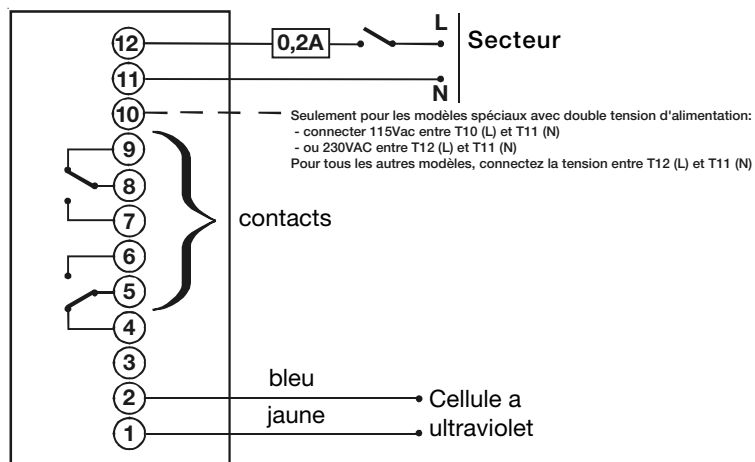 12 0,2A L Secteur
11 N
10 Seulement pour les modèles spéciaux avec double tension d'alimentation:
- connecter 115Vac entre T10 (L) et T11 (N)
- ou 230VAC entre T12 (L) et T11 (N)
Pour tous les autres modèles, connectez la tension entre T12 (L) et T11 (N)
9
8
7
contacts
6
5
4
3
bleu
2 Cellule a
jaune
1 ultraviolet